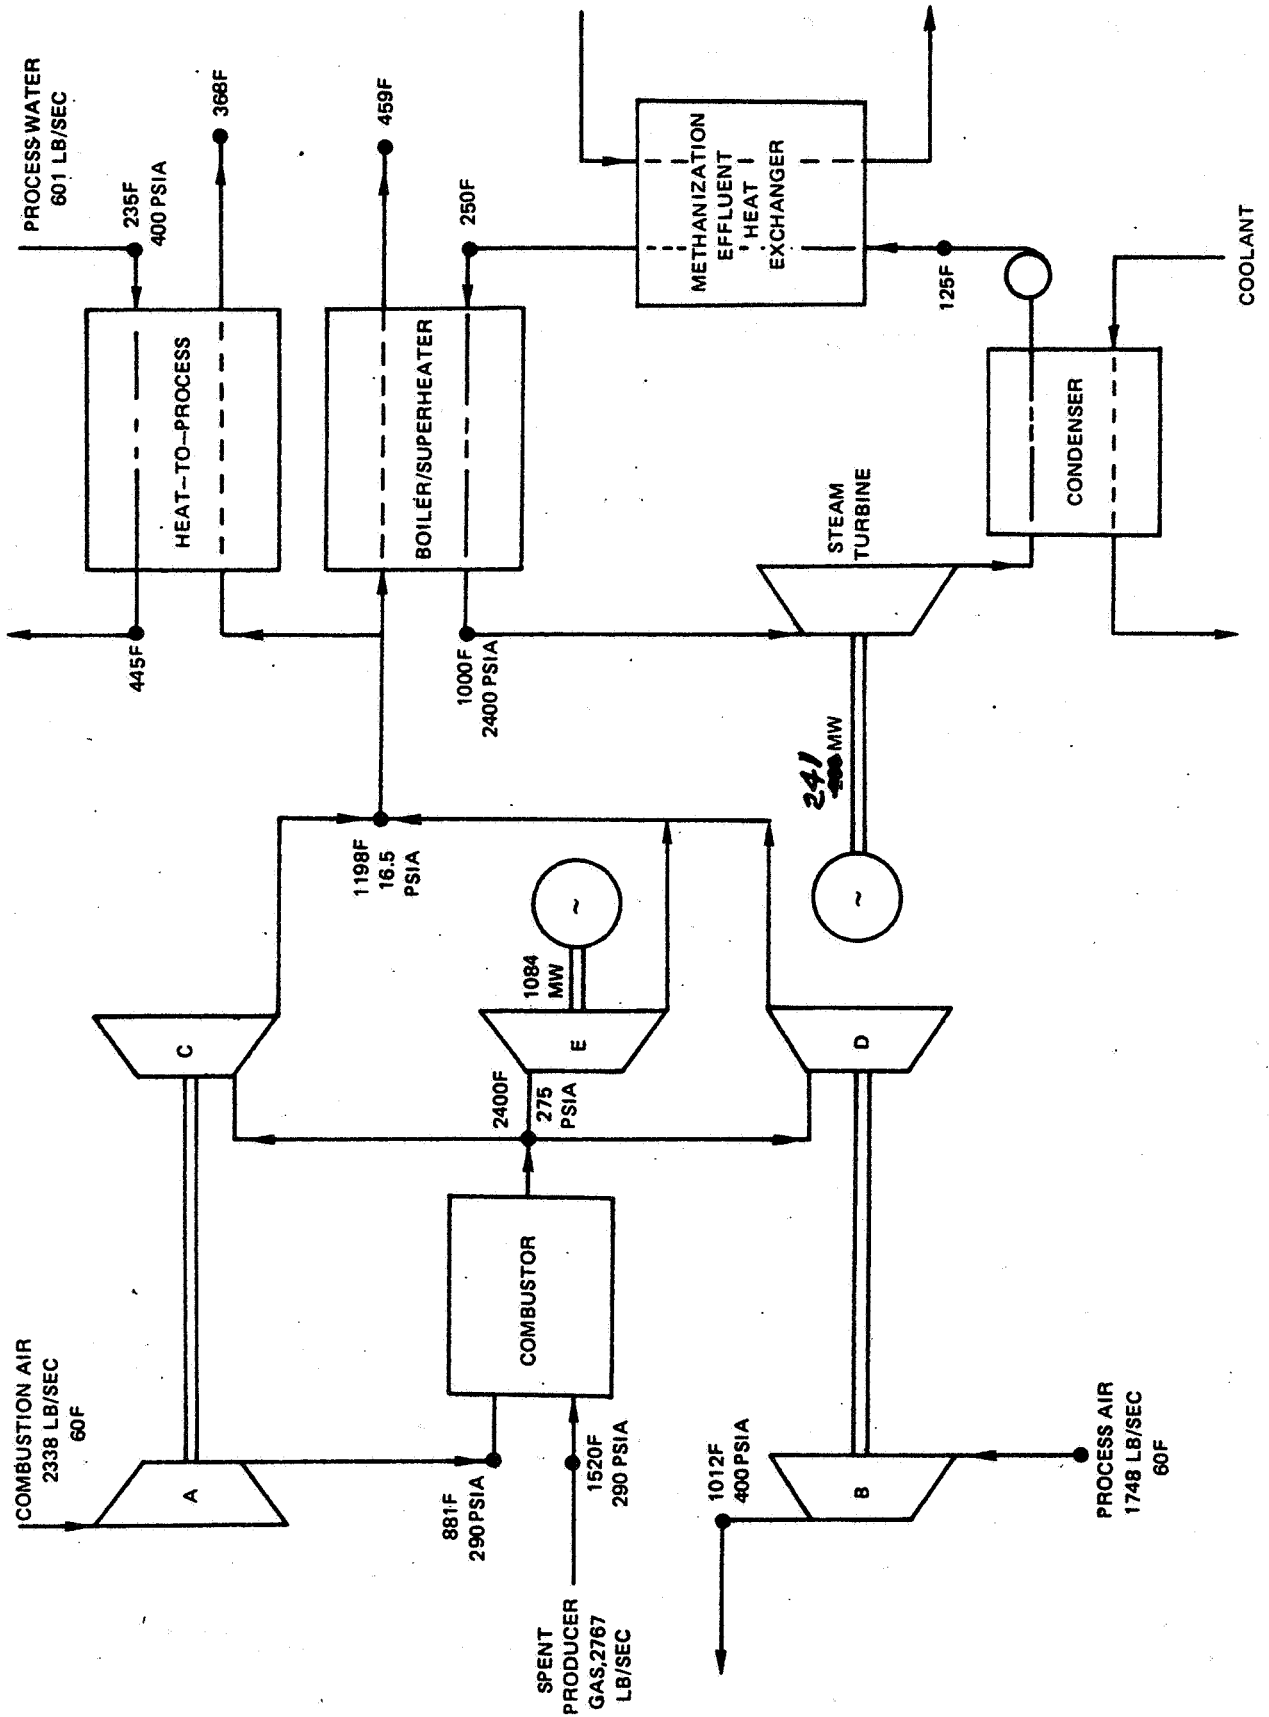 COMBUSTION AIR
2338 LB/SEC
60F
A
881F
290 PSIA
SPENT
PRODUCER
GAS,2767
LB/SEC
1520F
290 PSIA
COMBUSTOR
1012F
400 PSIA
B
PROCESS AIR
1748 LB/SEC
60F
2400F
275
PSIA
C
E
D
1084
MW
~
1198F
16.5
PSIA
241
MW
~
STEAM
TURBINE
445F
HEAT-TO-PROCESS
PROCESS WATER
601 LB/SEC
235F
400 PSIA
368F
BOILER/SUPERHEATER
459F
1000F
2400 PSIA
250F
METHANIZATION
EFFLUENT
HEAT
EXCHANGER
125F
CONDENSER
COOLANT